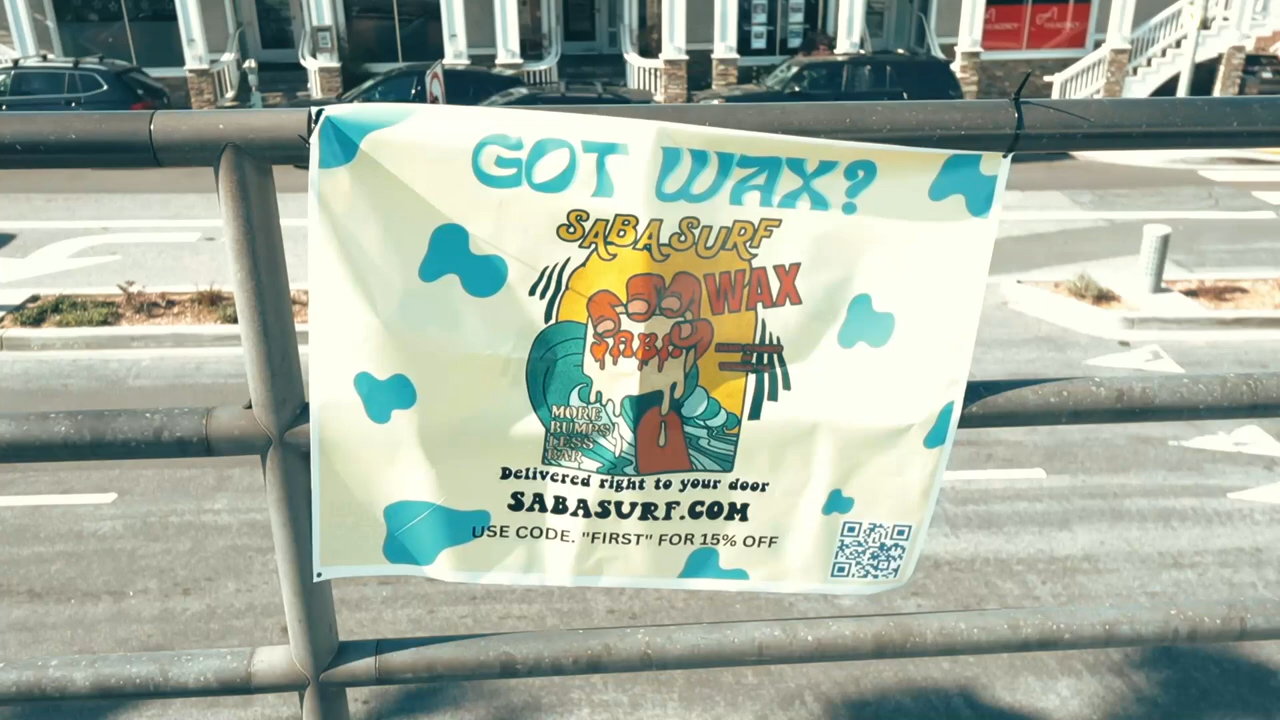 GOT WAX?
SABA SURF
WAX
SABA
MORE
BUMPS
LESS
BAR
Delivered right to your door
SABASURF.COM
USE CODE. "FIRST" FOR 15% OFF